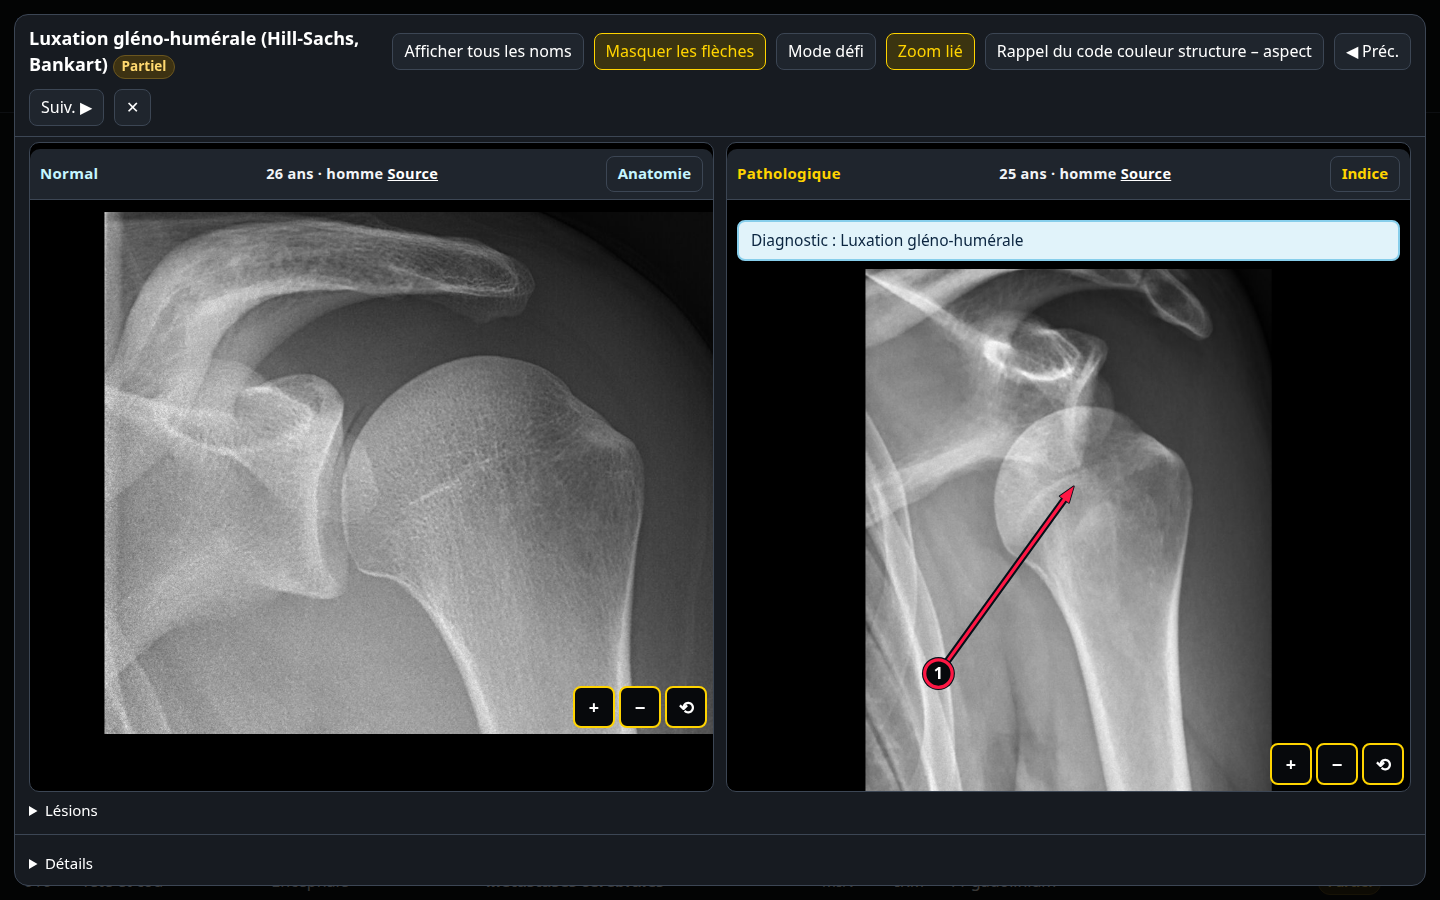 Luxation gléno-humérale (Hill-Sachs,
Bankart) Partiel
Afficher tous les noms
Masquer les flèches
Mode défi
Zoom lié
Rappel du code couleur structure – aspect
◀ Préc.
Suiv. ▶
✕
Normal
26 ans · homme Source
Anatomie
Pathologique
25 ans · homme Source
Indice
Diagnostic : Luxation gléno-humérale
1
+
−
⟲
+
−
⟲
▶ Lésions
▶ Détails